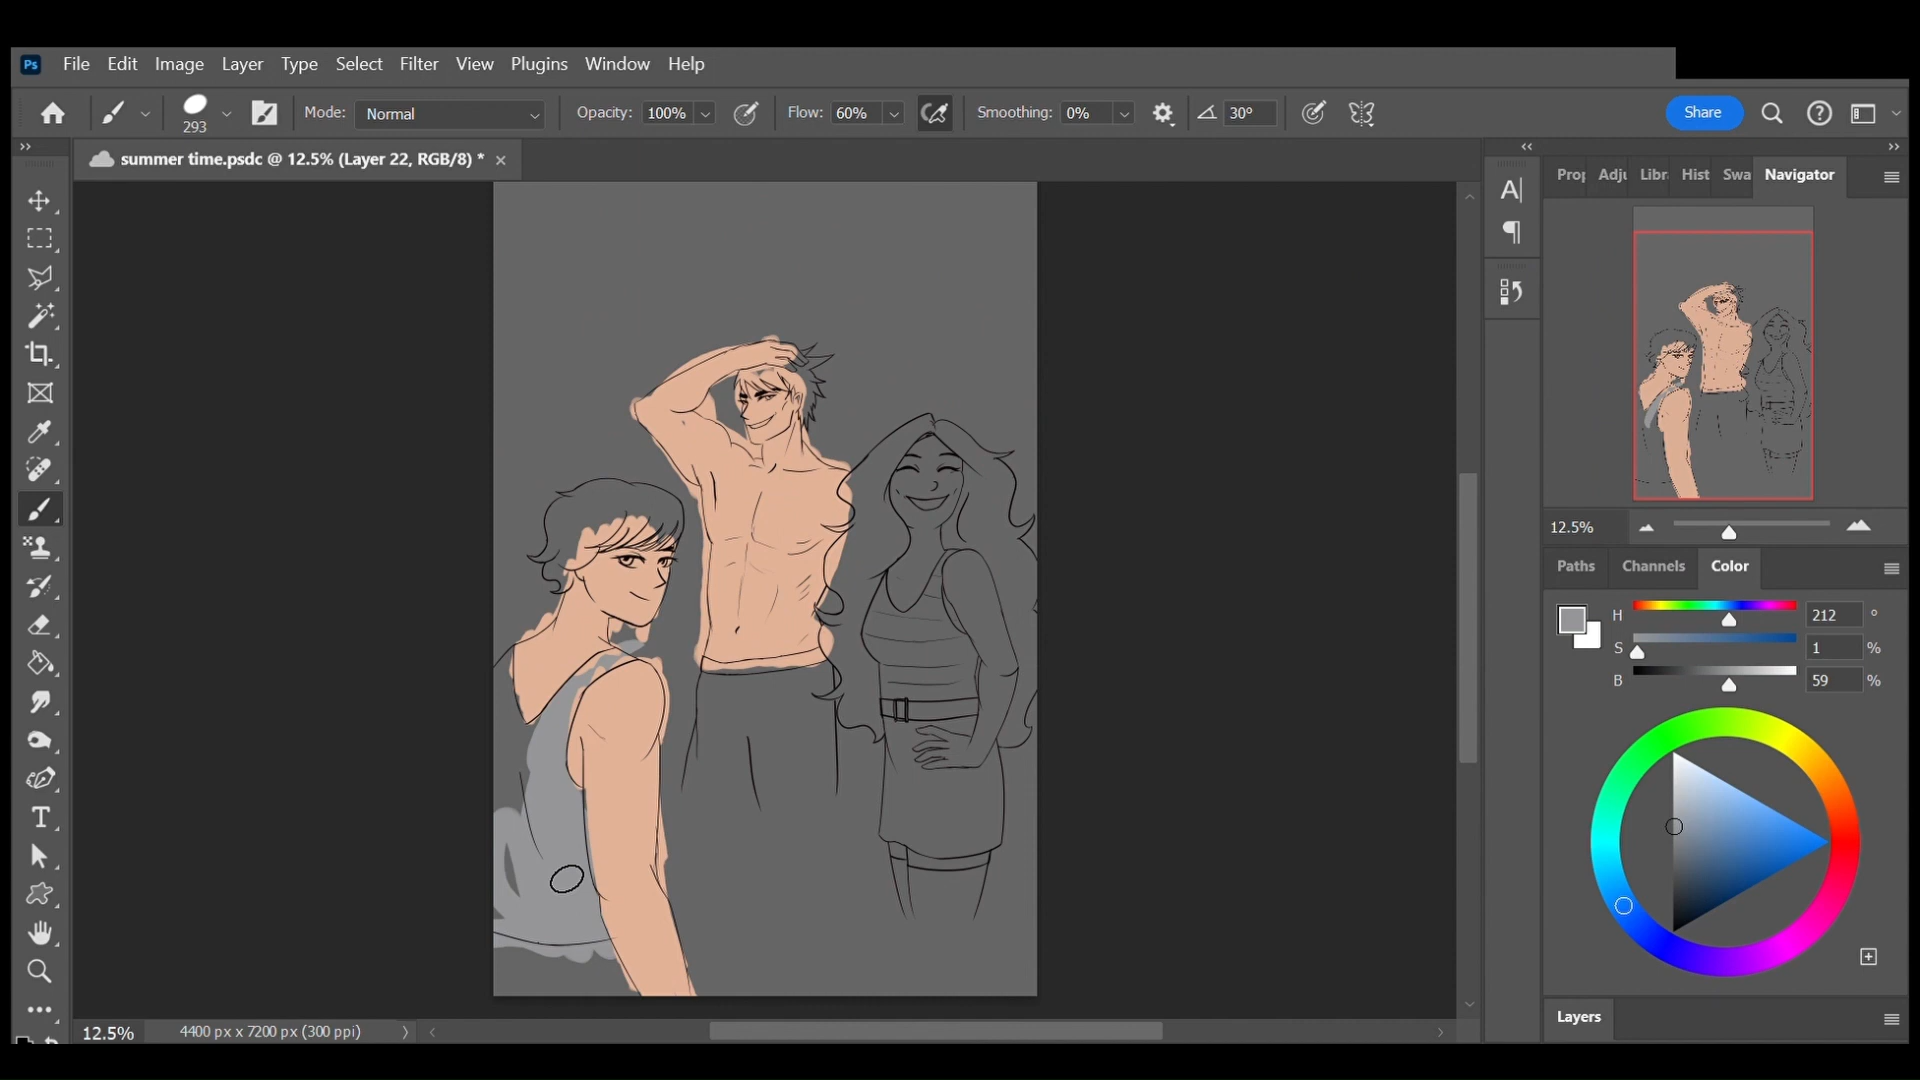 Ps File Edit Image Layer Type Select Filter View Plugins Window Help
293 Mode: Normal Opacity: 100% Flow: 60% Smoothing: 0% 30° Share
summer time.psdc @ 12.5% (Layer 22, RGB/8) *
Prop Adju Libr Hist Swa Navigator
12.5%
Paths Channels Color
H 212 °
S 1 %
B 59 %
Layers
12.5% 4400 px x 7200 px (300 ppi)